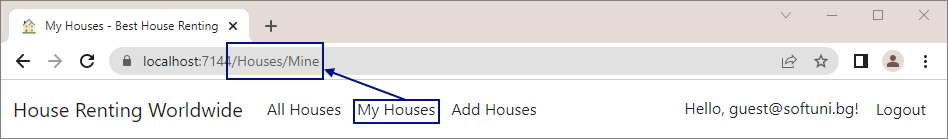 My Houses - Best House Renting
localhost:7144/Houses/Mine
House Renting Worldwide All Houses My Houses Add Houses Hello, guest@softuni.bg! Logout